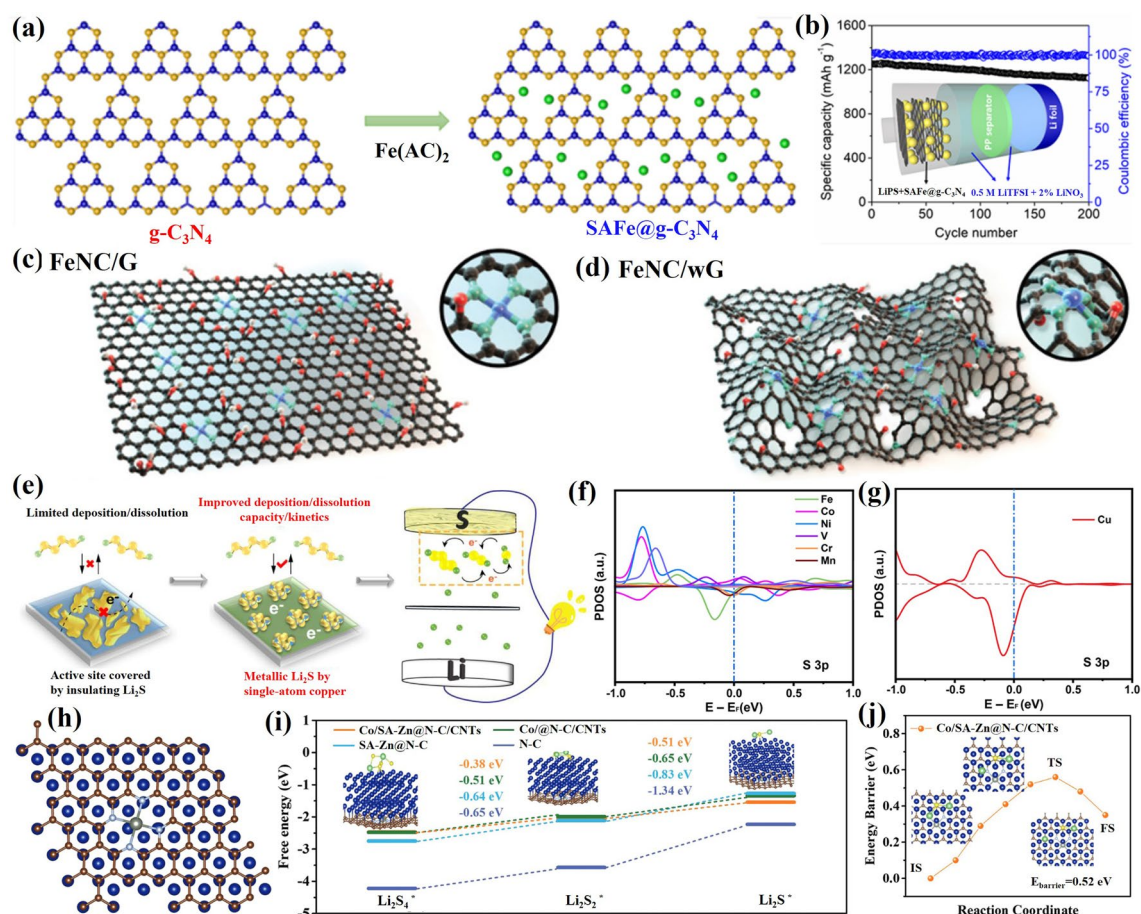 (a)
g-C₃N₄
Fe(AC)₂
SAFe@g-C₃N₄
(b)
Specific capacity (mAh g⁻¹)
1600
1200
800
400
0
PP separator
Li foil
LiPS+SAFe@g-C₃N₄
0.5 M LiTFSI + 2% LiNO₃
0 50 100 150 200
Cycle number
100
75
50
25
0
Coulombic efficiency (%)
(c) FeNC/G
(d) FeNC/wG
(e)
Limited deposition/dissolution
Improved deposition/dissolution
capacity/kinetics
e⁻
e⁻
e⁻
Active site covered
by insulating Li₂S
Metallic Li₂S by
single-atom copper
S
e⁻
e⁻
Li
(f)
PDOS (a.u.)
Fe
Co
Ni
V
Cr
Mn
S 3p
-1.0 -0.5 0.0 0.5 1.0
E – E_F (eV)
(g)
PDOS (a.u.)
Cu
S 3p
-1.0 -0.5 0.0 0.5 1.0
E – E_F (eV)
(h)
(i)
Free energy (eV)
0
-1
-2
-3
-4
-5
Co/SA-Zn@N-C/CNTs
Co/@N-C/CNTs
SA-Zn@N-C
N-C
-0.38 eV
-0.51 eV
-0.64 eV
-0.65 eV
-0.51 eV
-0.65 eV
-0.83 eV
-1.34 eV
Li₂S₄*
Li₂S₂*
Li₂S*
(j)
Energy Barrier (eV)
0.8
0.6
0.4
0.2
0.0
Co/SA-Zn@N-C/CNTs
TS
IS
FS
E_barrier=0.52 eV
Reaction Coordinate